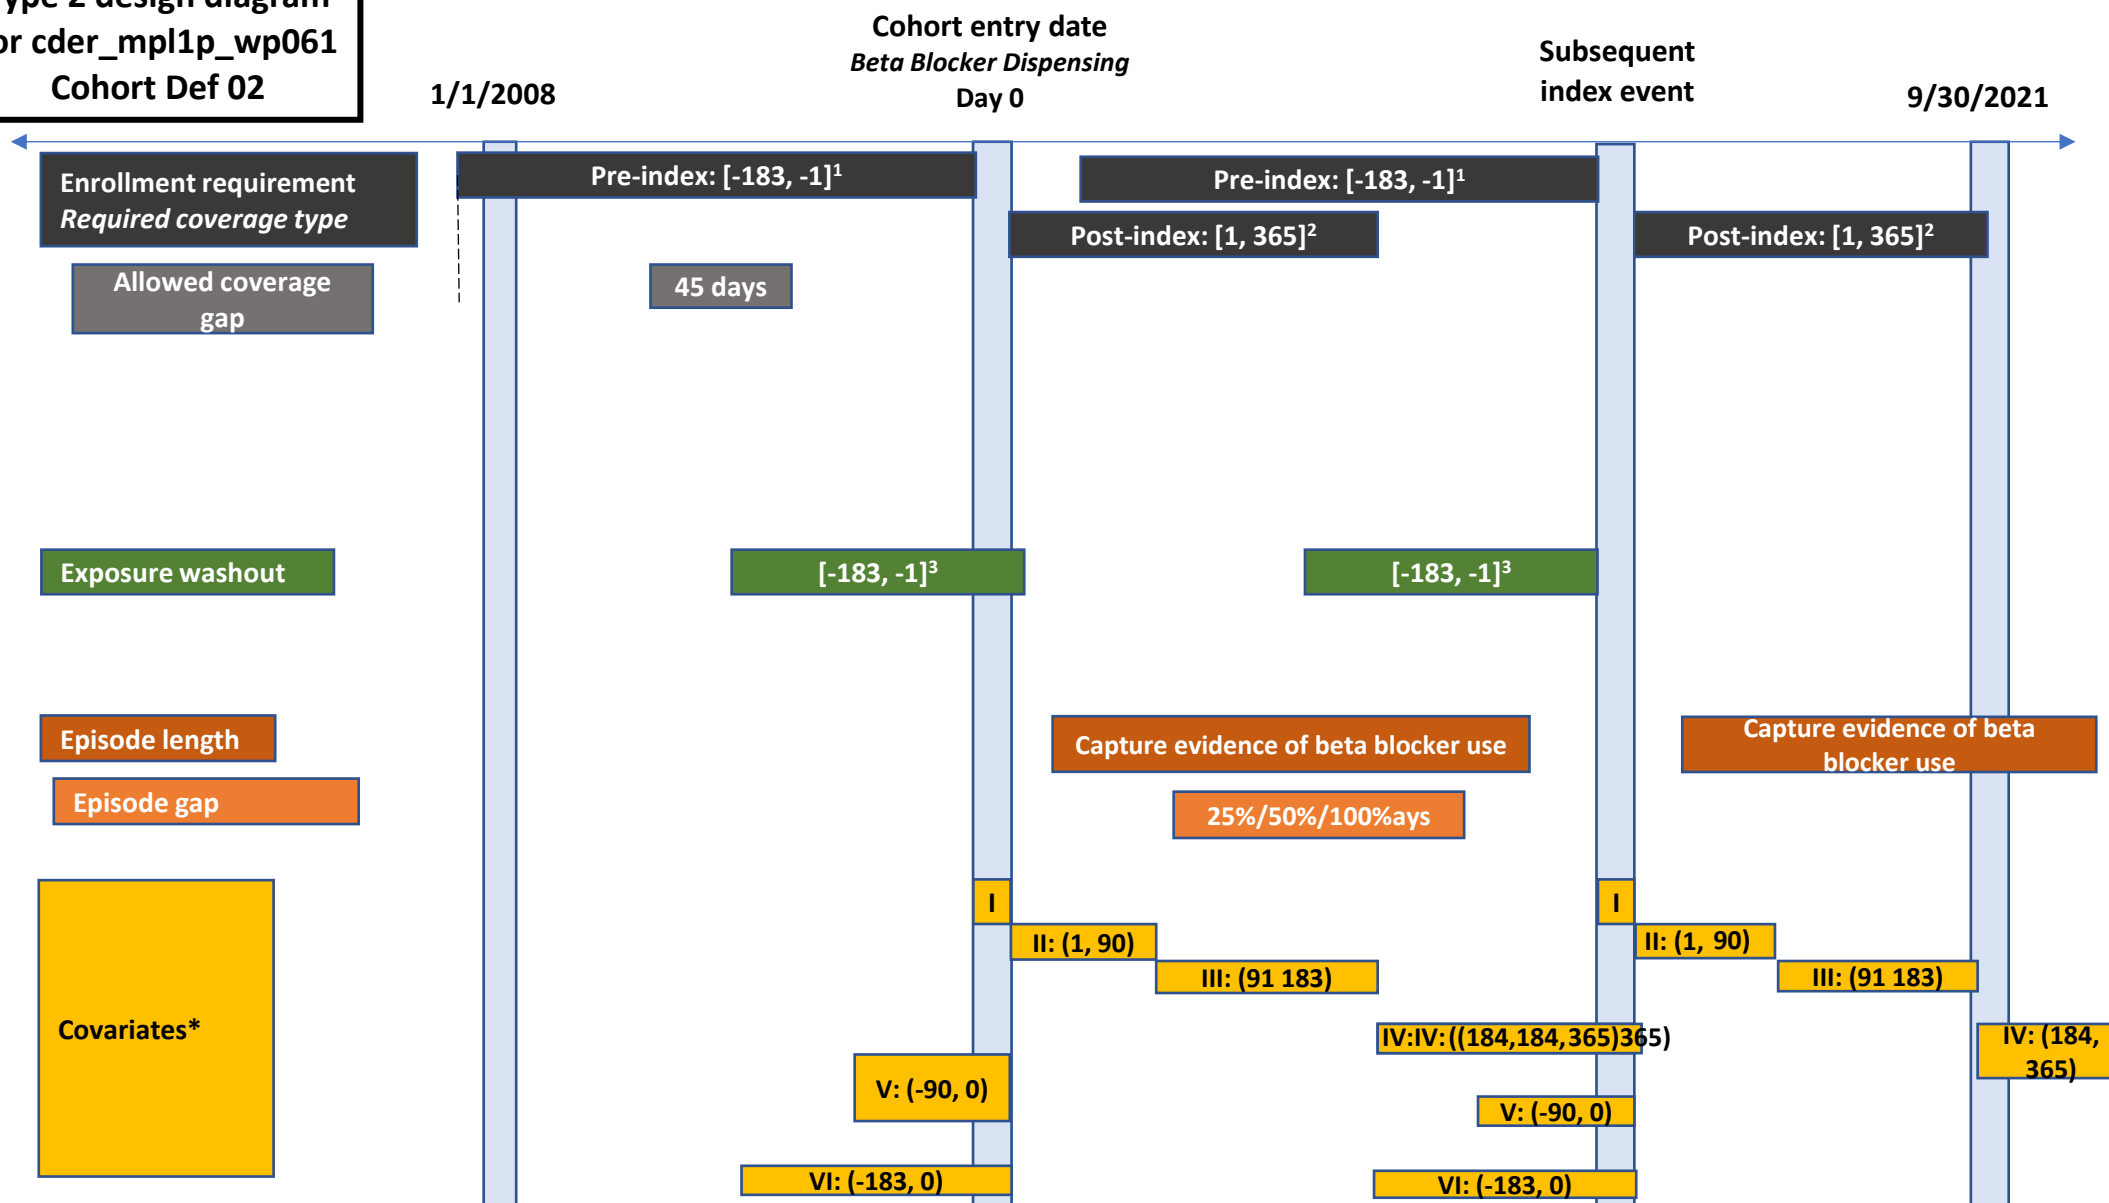 ype 2 design diagram
or cder_mpl1p_wp061
Cohort Def 02
1/1/2008
Cohort entry date
Beta Blocker Dispensing
Day 0
Subsequent
index event
9/30/2021
Enrollment requirement
Required coverage type
Pre-index: [-183, -1]1
Pre-index: [-183, -1]1
Post-index: [1, 365]2
Post-index: [1, 365]2
Allowed coverage
gap
45 days
Exposure washout
[-183, -1]3
[-183, -1]3
Episode length
Capture evidence of beta blocker use
Capture evidence of beta
blocker use
Episode gap
25%/50%/100%ays
Covariates*
I
I
II: (1, 90)
II: (1, 90)
III: (91 183)
III: (91 183)
IV:IV:((184,184,365)365)
IV: (184,
365)
V: (-90, 0)
V: (-90, 0)
VI: (-183, 0)
VI: (-183, 0)